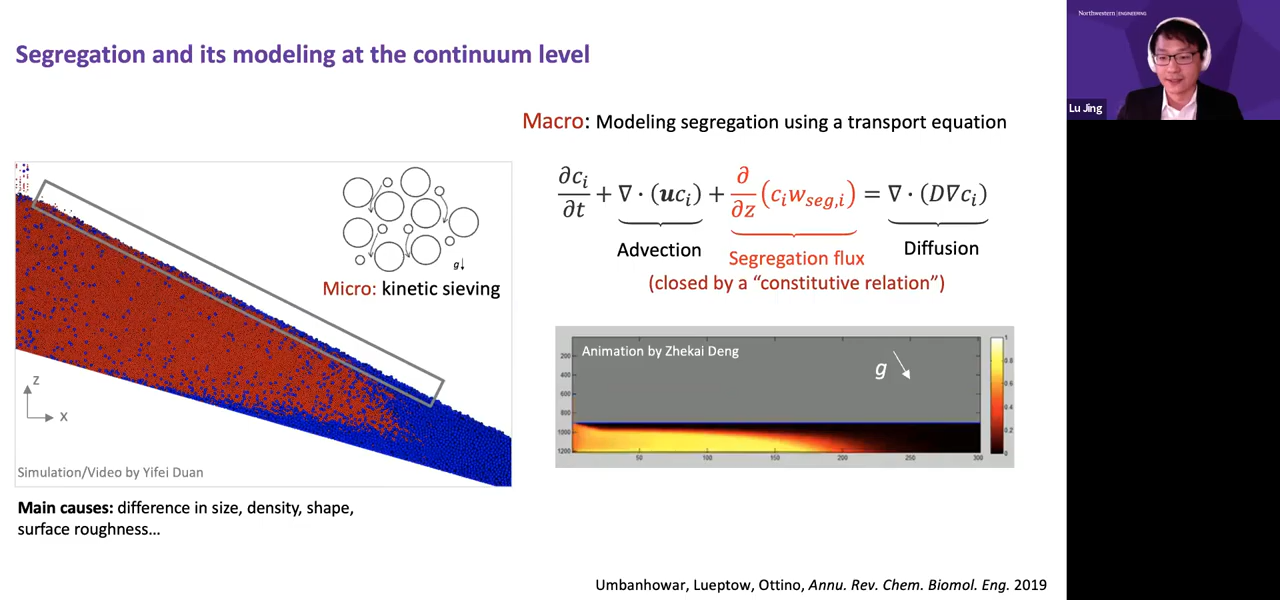 Segregation and its modeling at the continuum level
Northwestern | ENGINEERING
Lu Jing
Macro: Modeling segregation using a transport equation
∂c_i/∂t + ∇ · (𝒖c_i) + ∂/∂z (c_i w_{seg,i}) = ∇ · (D∇c_i)
Advection
Segregation flux
Diffusion
(closed by a “constitutive relation”)
g↓
Micro: kinetic sieving
z
x
Simulation/Video by Yifei Duan
Main causes: difference in size, density, shape,
surface roughness...
Animation by Zhekai Deng
g
200
400
600
800
1000
1200
50
100
150
200
250
300
1
0.8
0.6
0.4
0.2
0
Umbanhowar, Lueptow, Ottino, Annu. Rev. Chem. Biomol. Eng. 2019